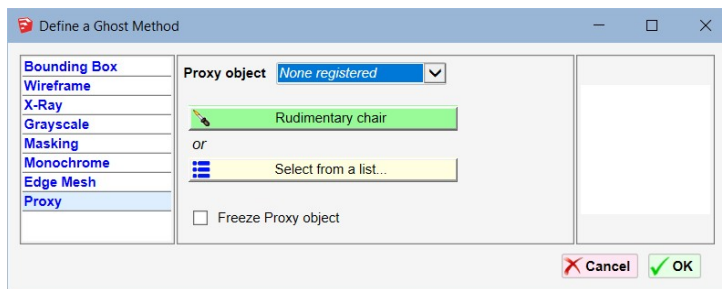 Define a Ghost Method
Bounding Box
Wireframe
X-Ray
Grayscale
Masking
Monochrome
Edge Mesh
Proxy
Proxy object None registered
Rudimentary chair
or
Select from a list...
Freeze Proxy object
Cancel OK